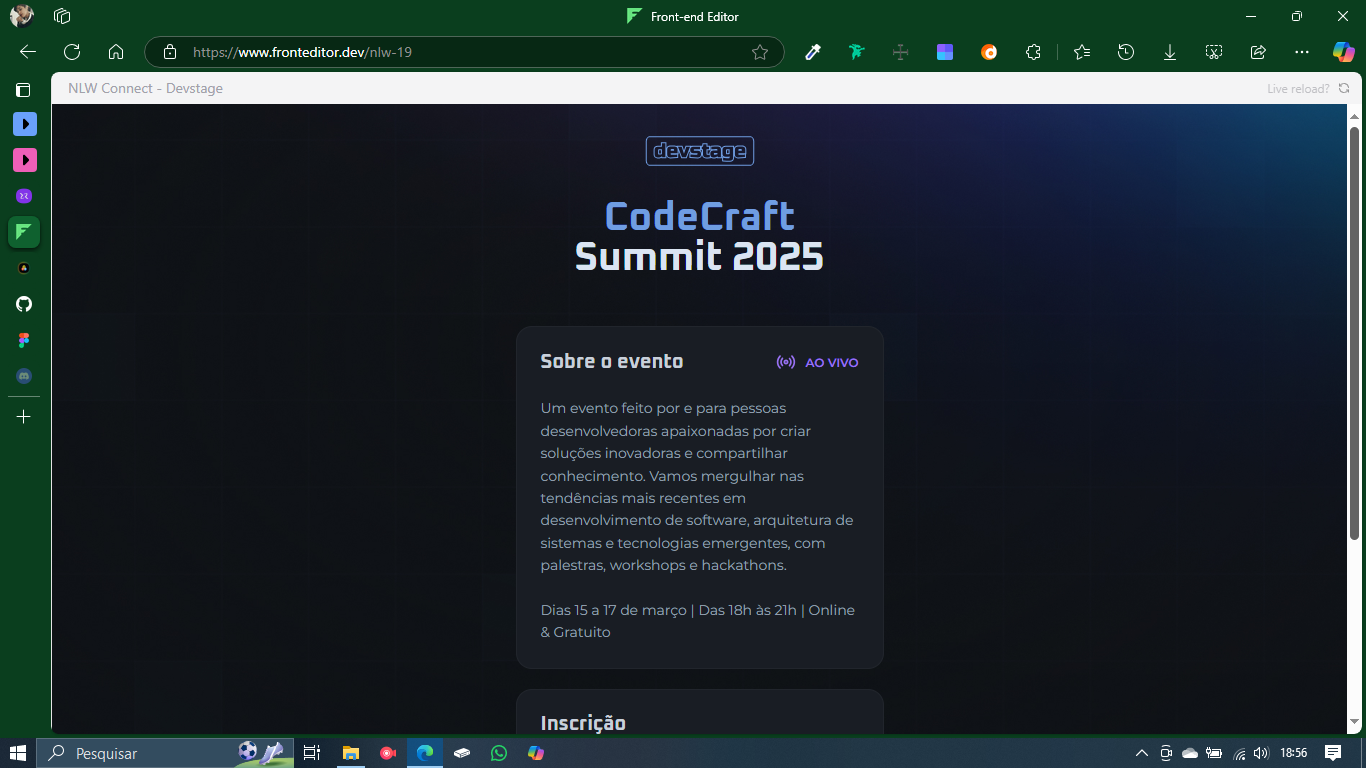 Front-end Editor
https://www.fronteditor.dev/nlw-19
NLW Connect - Devstage
Live reload?
devstage
CodeCraft
Summit 2025
Sobre o evento
AO VIVO
Um evento feito por e para pessoas
desenvolvedoras apaixonadas por criar
soluções inovadoras e compartilhar
conhecimento. Vamos mergulhar nas
tendências mais recentes em
desenvolvimento de software, arquitetura de
sistemas e tecnologias emergentes, com
palestras, workshops e hackathons.
Dias 15 a 17 de março | Das 18h às 21h | Online
& Gratuito
Inscrição
Pesquisar
18:56